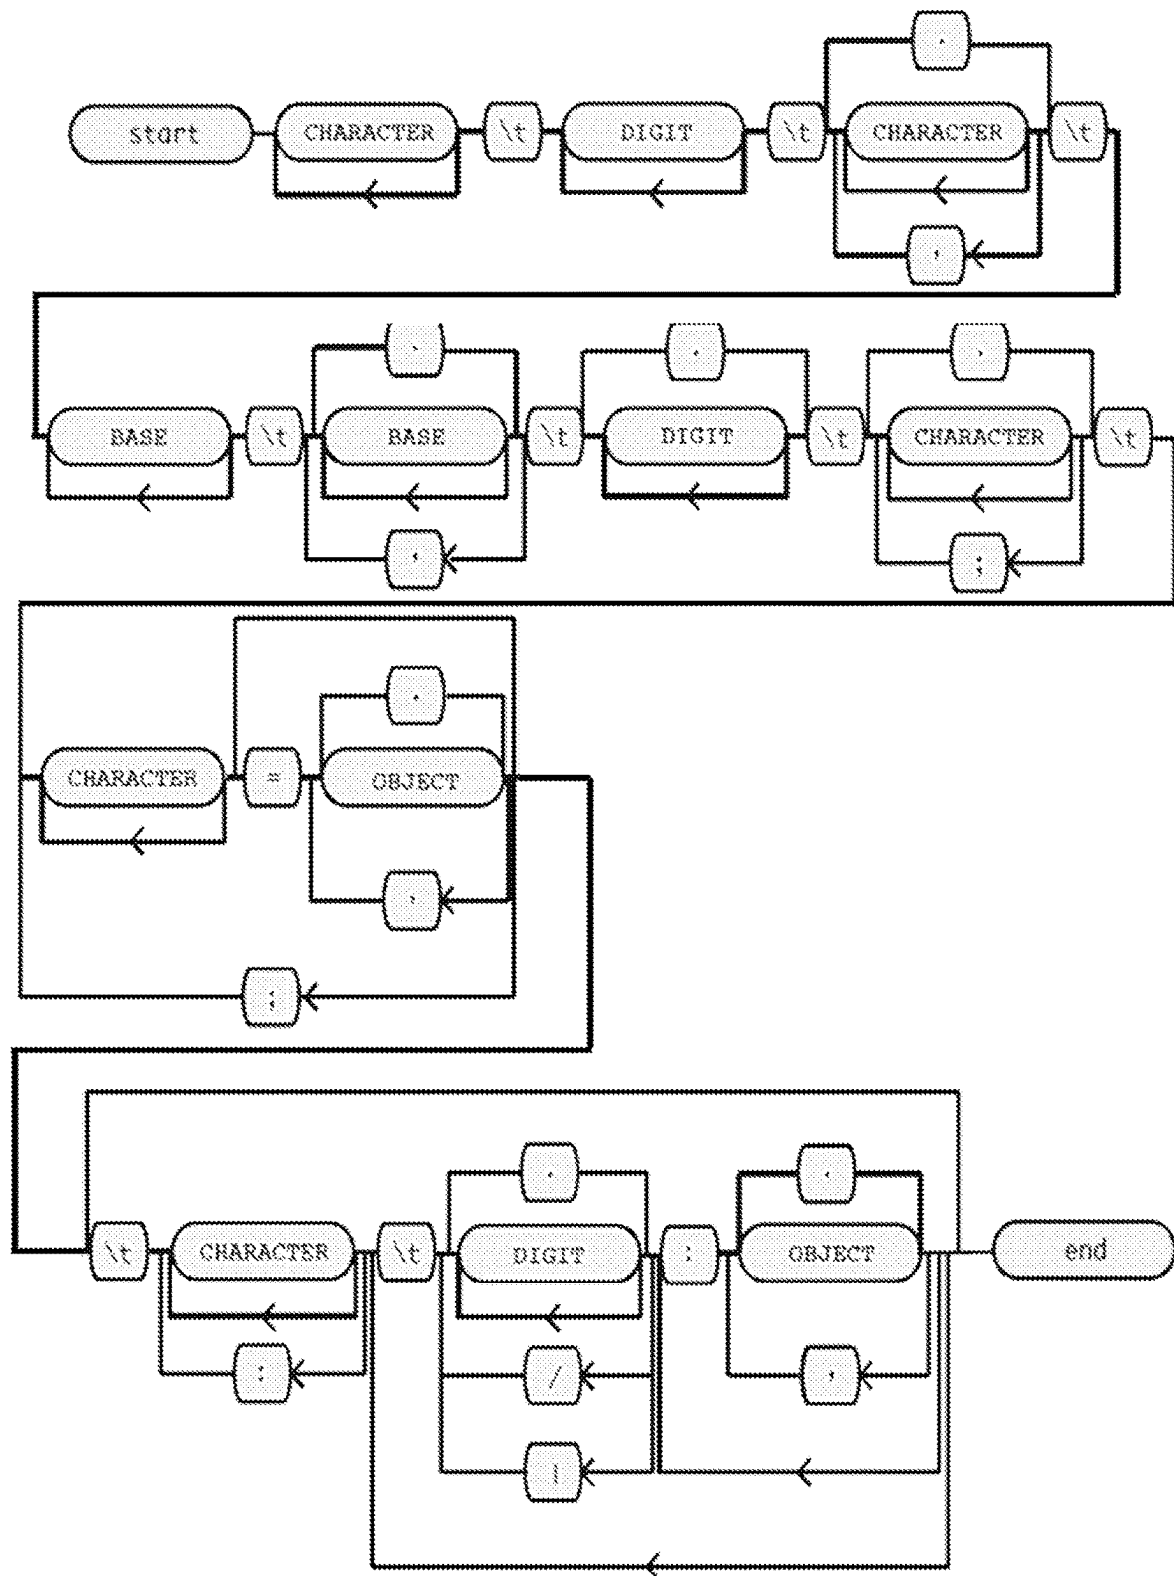 .
start CHARACTER \t DIGIT \t CHARACTER \t
,
. . .
BASE \t BASE \t DIGIT \t CHARACTER \t
, ;
.
CHARACTER = OBJECT
,
;
. .
\t CHARACTER \t DIGIT : OBJECT end
: / ,
|